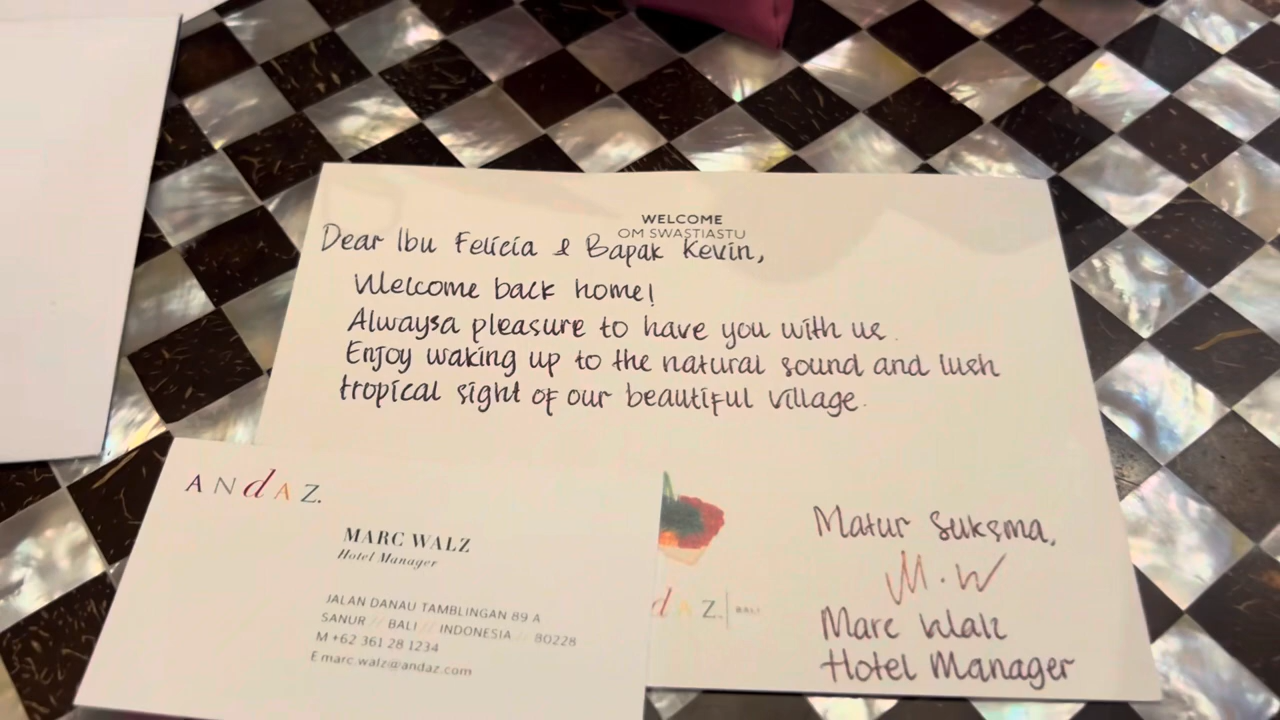 WELCOME
OM SWASTIASTU
Dear Ibu Felicia & Bapak Kevin,
Welcome back home!
Alwaysa pleasure to have you with us.
Enjoy waking up to the natural sound and lush
tropical sight of our beautiful village.
ANdAZ.
MARC WALZ
Hotel Manager
JALAN DANAU TAMBLINGAN 89 A
SANUR // BALI // INDONESIA // 80228
M +62 361 28 1234
E marc.walz@andaz.com
dAZ. | BALI
Matur Suksma,
M.W
Marc Walz
Hotel Manager